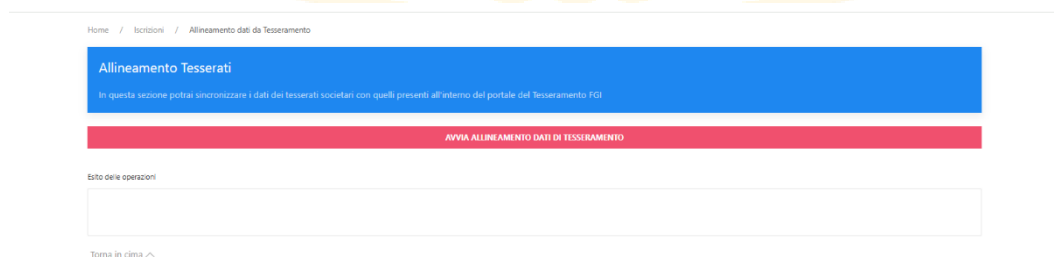 Home / Iscrizioni / Allineamento dati da Tesseramento
Allineamento Tesserati
In questa sezione potrai sincronizzare i dati dei tesserati societari con quelli presenti all'interno del portale del Tesseramento FGI
AVVIA ALLINEAMENTO DATI DI TESSERAMENTO
Esito delle operazioni
Torna in cima